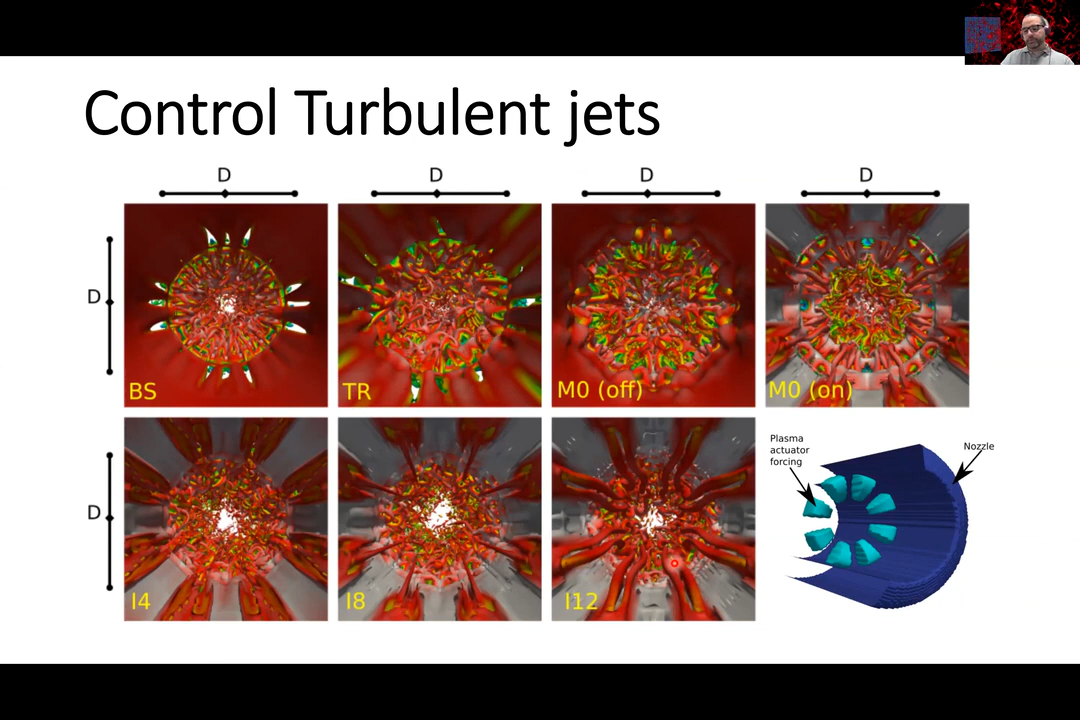 Control Turbulent jets
D
D
D
D
D
BS
TR
M0 (off)
M0 (on)
D
I4
I8
I12
Plasma
actuator
forcing
Nozzle